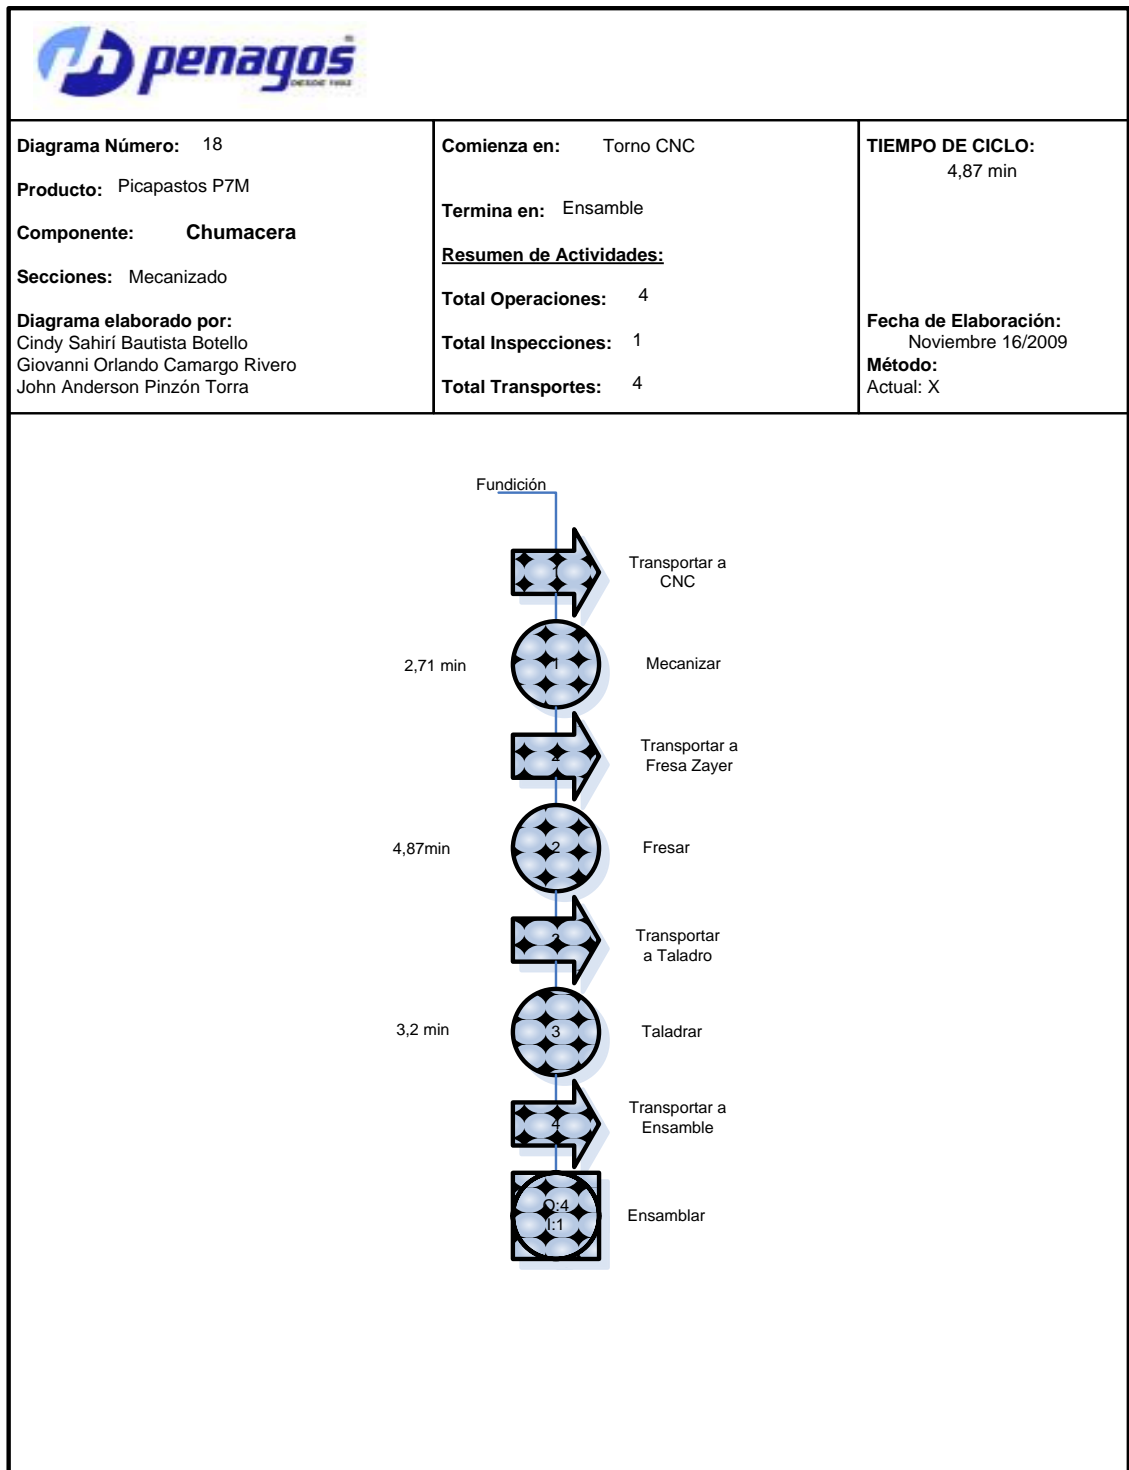 penagos
DESDE 1892
Diagrama Número: 18
Producto: Picapastos P7M
Componente: Chumacera
Secciones: Mecanizado
Diagrama elaborado por:
Cindy Sahirí Bautista Botello
Giovanni Orlando Camargo Rivero
John Anderson Pinzón Torra
Comienza en: Torno CNC
Termina en: Ensamble
Resumen de Actividades:
Total Operaciones: 4
Total Inspecciones: 1
Total Transportes: 4
TIEMPO DE CICLO:
4,87 min
Fecha de Elaboración:
Noviembre 16/2009
Método:
Actual: X
Fundición
1
Transportar a
CNC
2,71 min
1
Mecanizar
2
Transportar a
Fresa Zayer
4,87min
2
Fresar
3
Transportar
a Taladro
3,2 min
3
Taladrar
4
Transportar a
Ensamble
O:4
I:1
Ensamblar